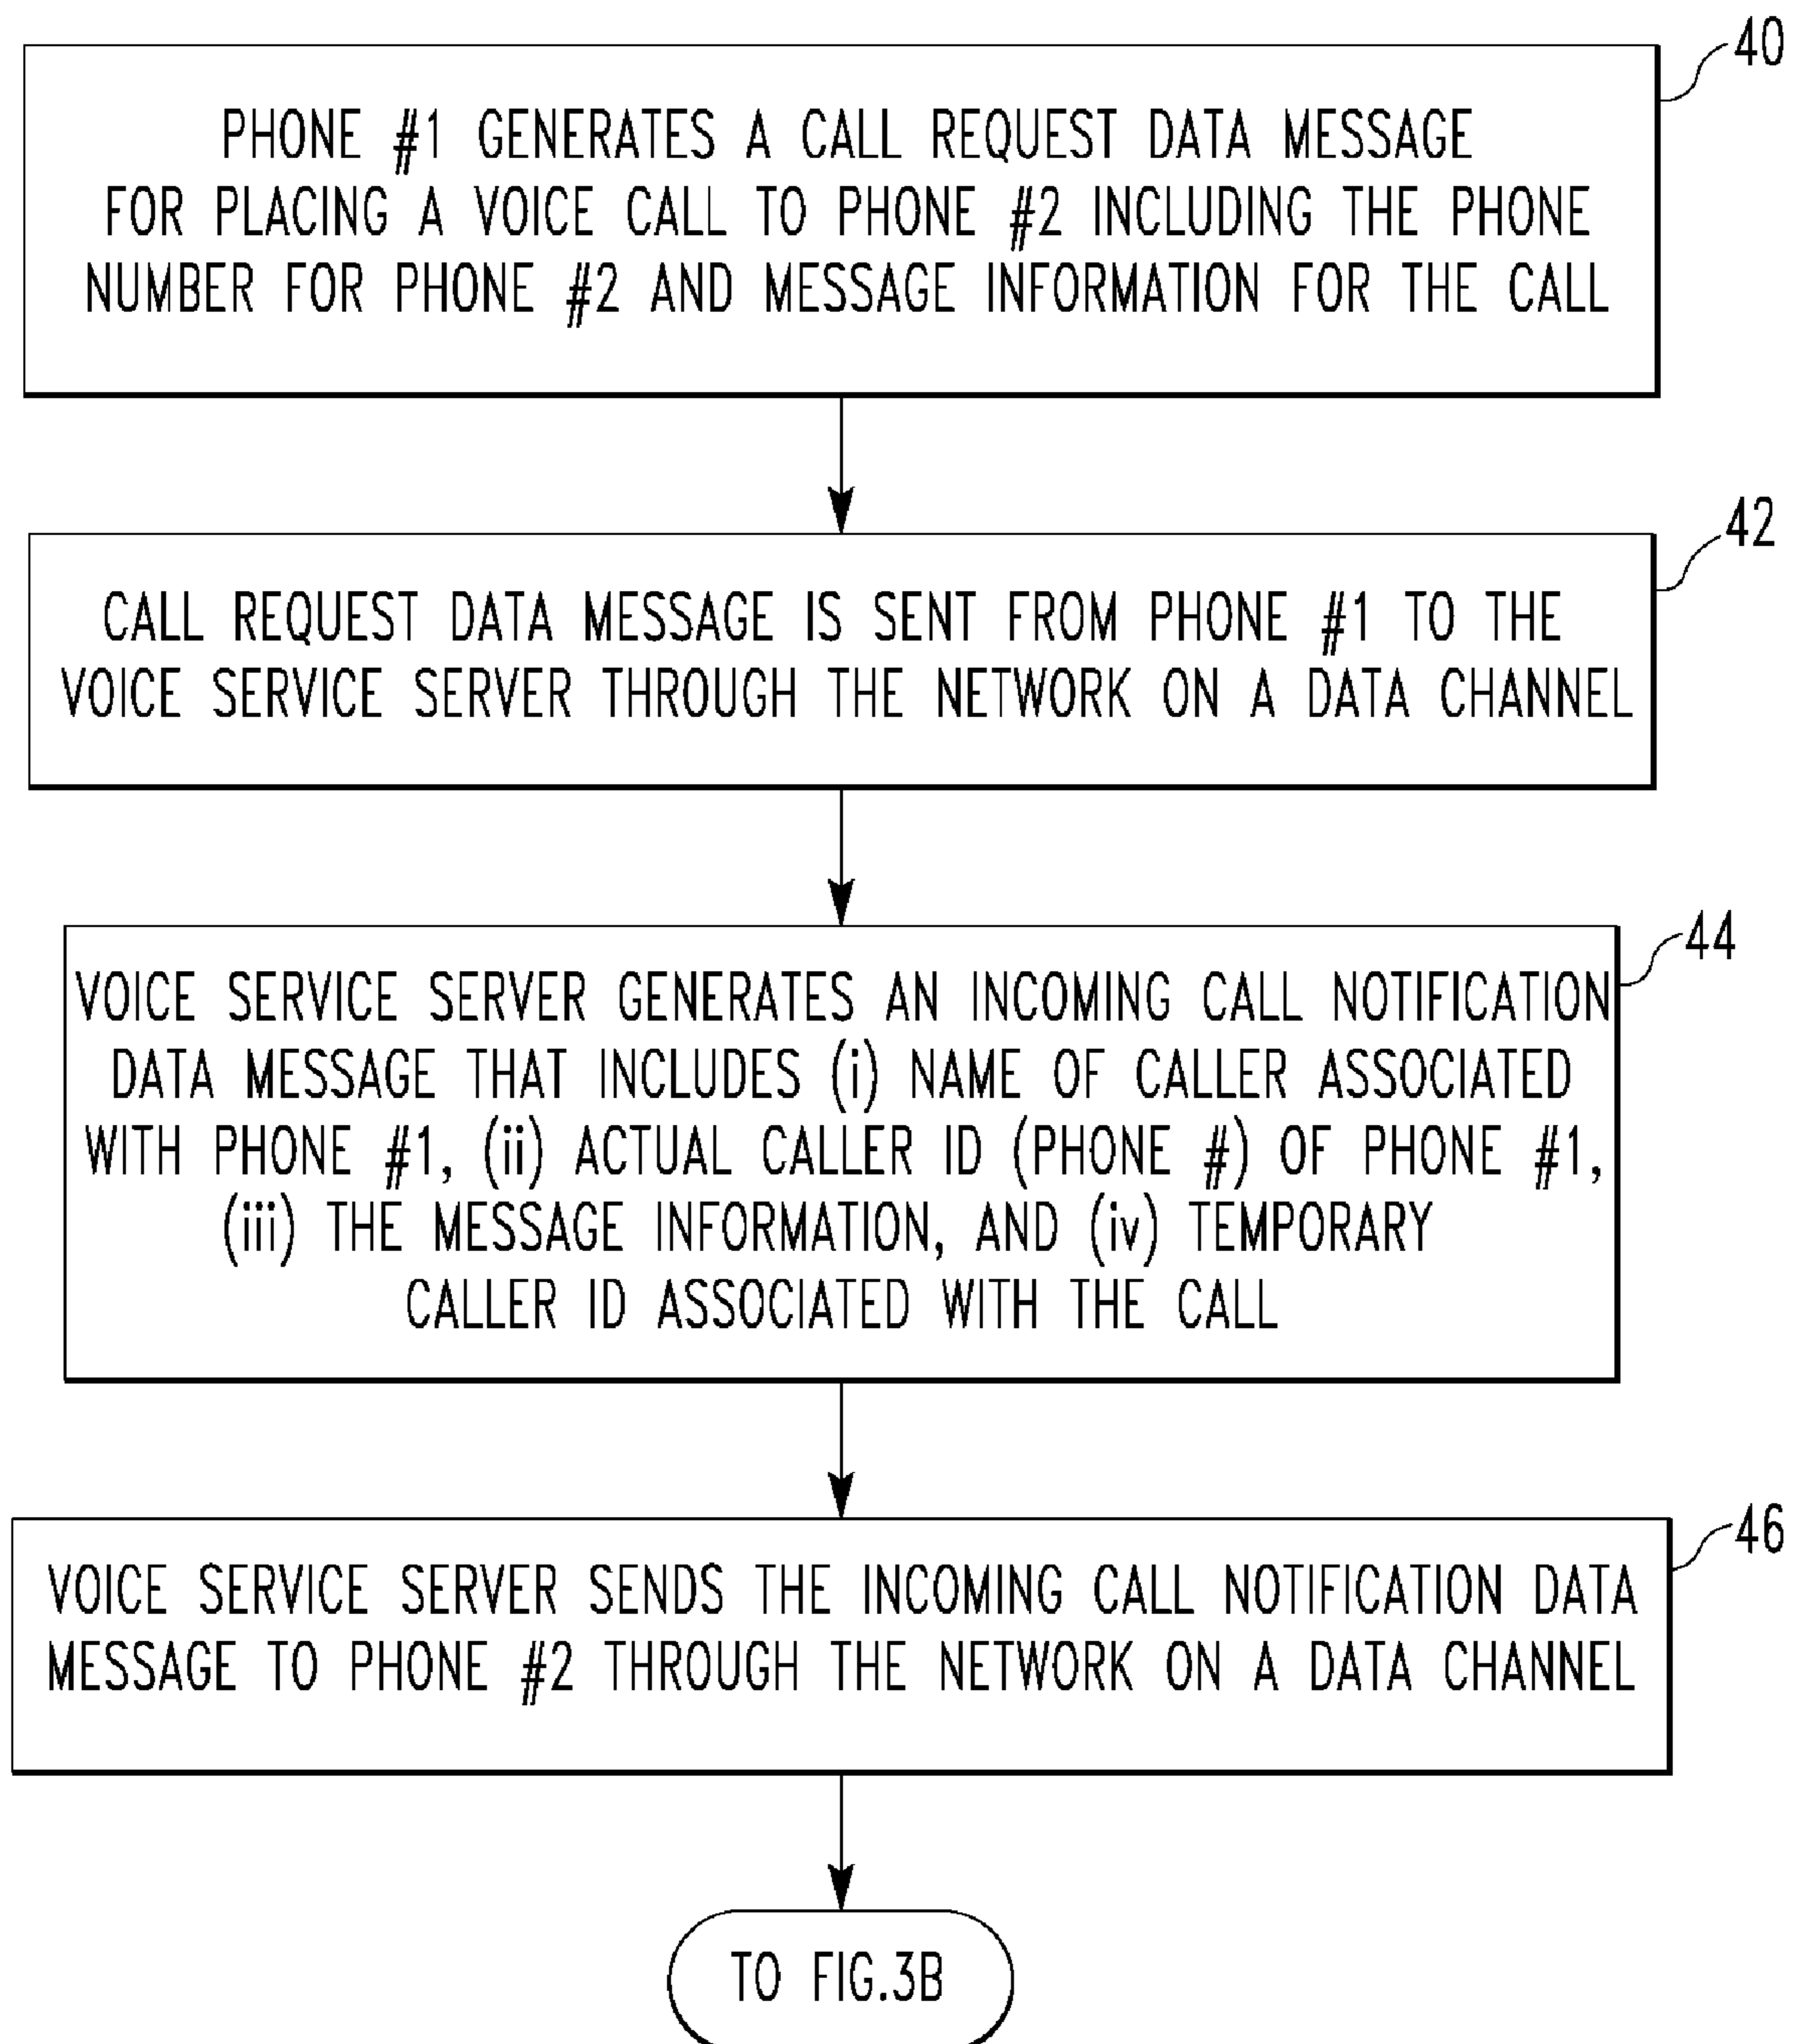 40
PHONE #1 GENERATES A CALL REQUEST DATA MESSAGE
FOR PLACING A VOICE CALL TO PHONE #2 INCLUDING THE PHONE
NUMBER FOR PHONE #2 AND MESSAGE INFORMATION FOR THE CALL
42
CALL REQUEST DATA MESSAGE IS SENT FROM PHONE #1 TO THE
VOICE SERVICE SERVER THROUGH THE NETWORK ON A DATA CHANNEL
44
VOICE SERVICE SERVER GENERATES AN INCOMING CALL NOTIFICATION
DATA MESSAGE THAT INCLUDES (i) NAME OF CALLER ASSOCIATED
WITH PHONE #1, (ii) ACTUAL CALLER ID (PHONE #) OF PHONE #1,
(iii) THE MESSAGE INFORMATION, AND (iv) TEMPORARY
CALLER ID ASSOCIATED WITH THE CALL
46
VOICE SERVICE SERVER SENDS THE INCOMING CALL NOTIFICATION DATA
MESSAGE TO PHONE #2 THROUGH THE NETWORK ON A DATA CHANNEL
TO FIG.3B